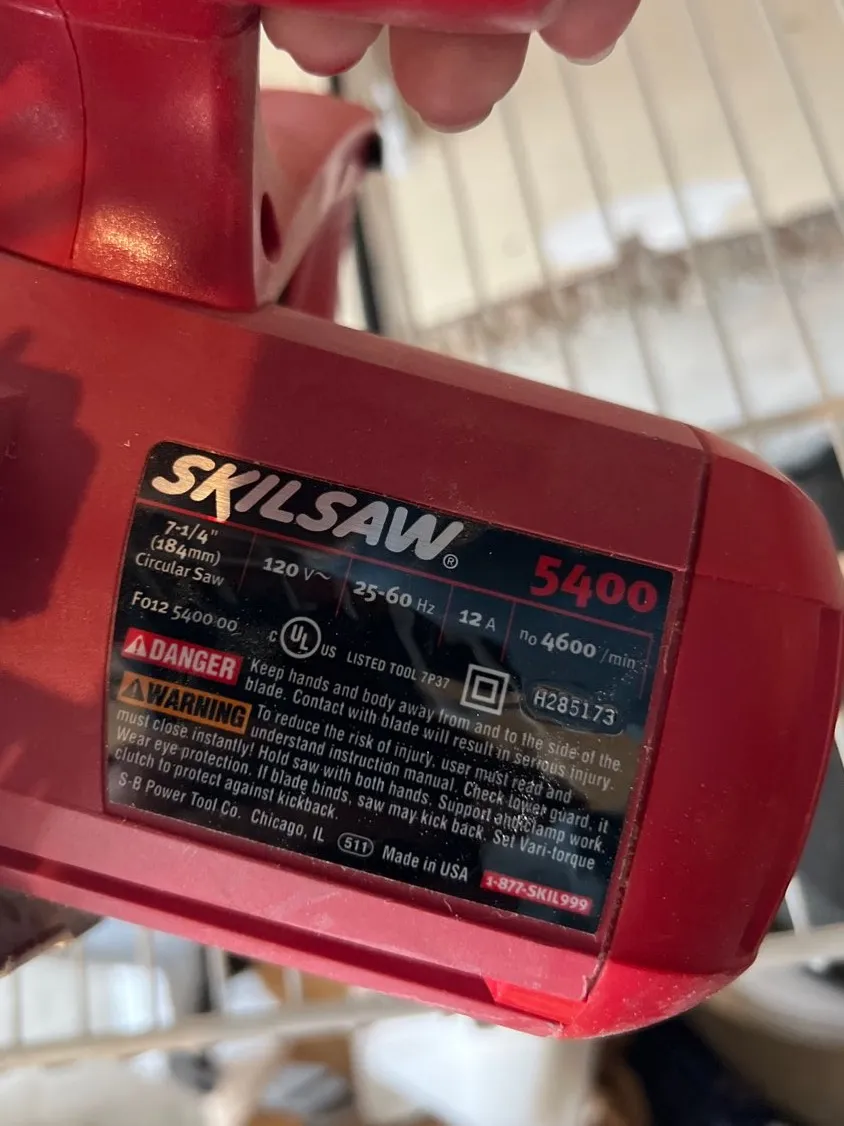 SKILSAW®
5400
7-1/4"
(184mm)
Circular Saw
120 V~
25-60 Hz
12 A
n₀ 4600 /min
F012 5400 00
C UL US LISTED TOOL 7P37
H285173
DANGER Keep hands and body away from and to the side of the
blade. Contact with blade will result in serious injury.
WARNING To reduce the risk of injury, user must read and
understand instruction manual. Check lower guard, it
must close instantly! Hold saw with both hands. Support and clamp work.
Wear eye protection. If blade binds, saw may kick back. Set Vari-torque
clutch to protect against kickback.
S-B Power Tool Co. Chicago, IL 511 Made in USA
1-877-SKIL999